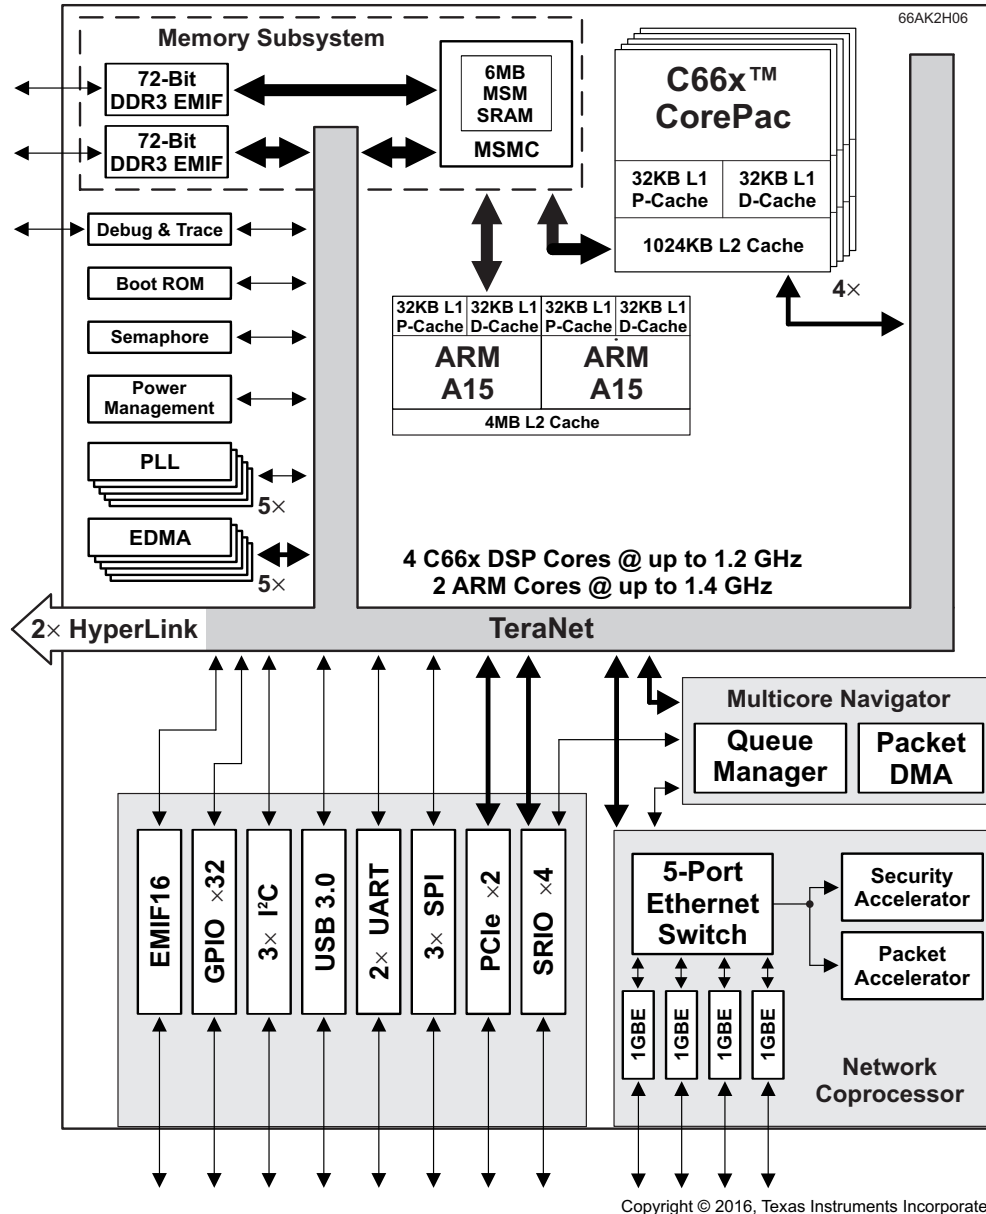 66AK2H06
Memory Subsystem
72-Bit
DDR3 EMIF
72-Bit
DDR3 EMIF
6MB
MSM
SRAM
MSMC
C66x™
CorePac
32KB L1
P-Cache
32KB L1
D-Cache
1024KB L2 Cache
4×
Debug & Trace
Boot ROM
Semaphore
Power
Management
PLL
5×
EDMA
5×
32KB L1
P-Cache
32KB L1
D-Cache
32KB L1
P-Cache
32KB L1
D-Cache
ARM
A15
ARM
A15
4MB L2 Cache
4 C66x DSP Cores @ up to 1.2 GHz
2 ARM Cores @ up to 1.4 GHz
2× HyperLink
TeraNet
Multicore Navigator
Queue
Manager
Packet
DMA
EMIF16
GPIO ×32
3× I²C
USB 3.0
2× UART
3× SPI
PCIe ×2
SRIO ×4
5-Port
Ethernet
Switch
Security
Accelerator
Packet
Accelerator
1GBE
1GBE
1GBE
1GBE
Network
Coprocessor
Copyright © 2016, Texas Instruments Incorporate